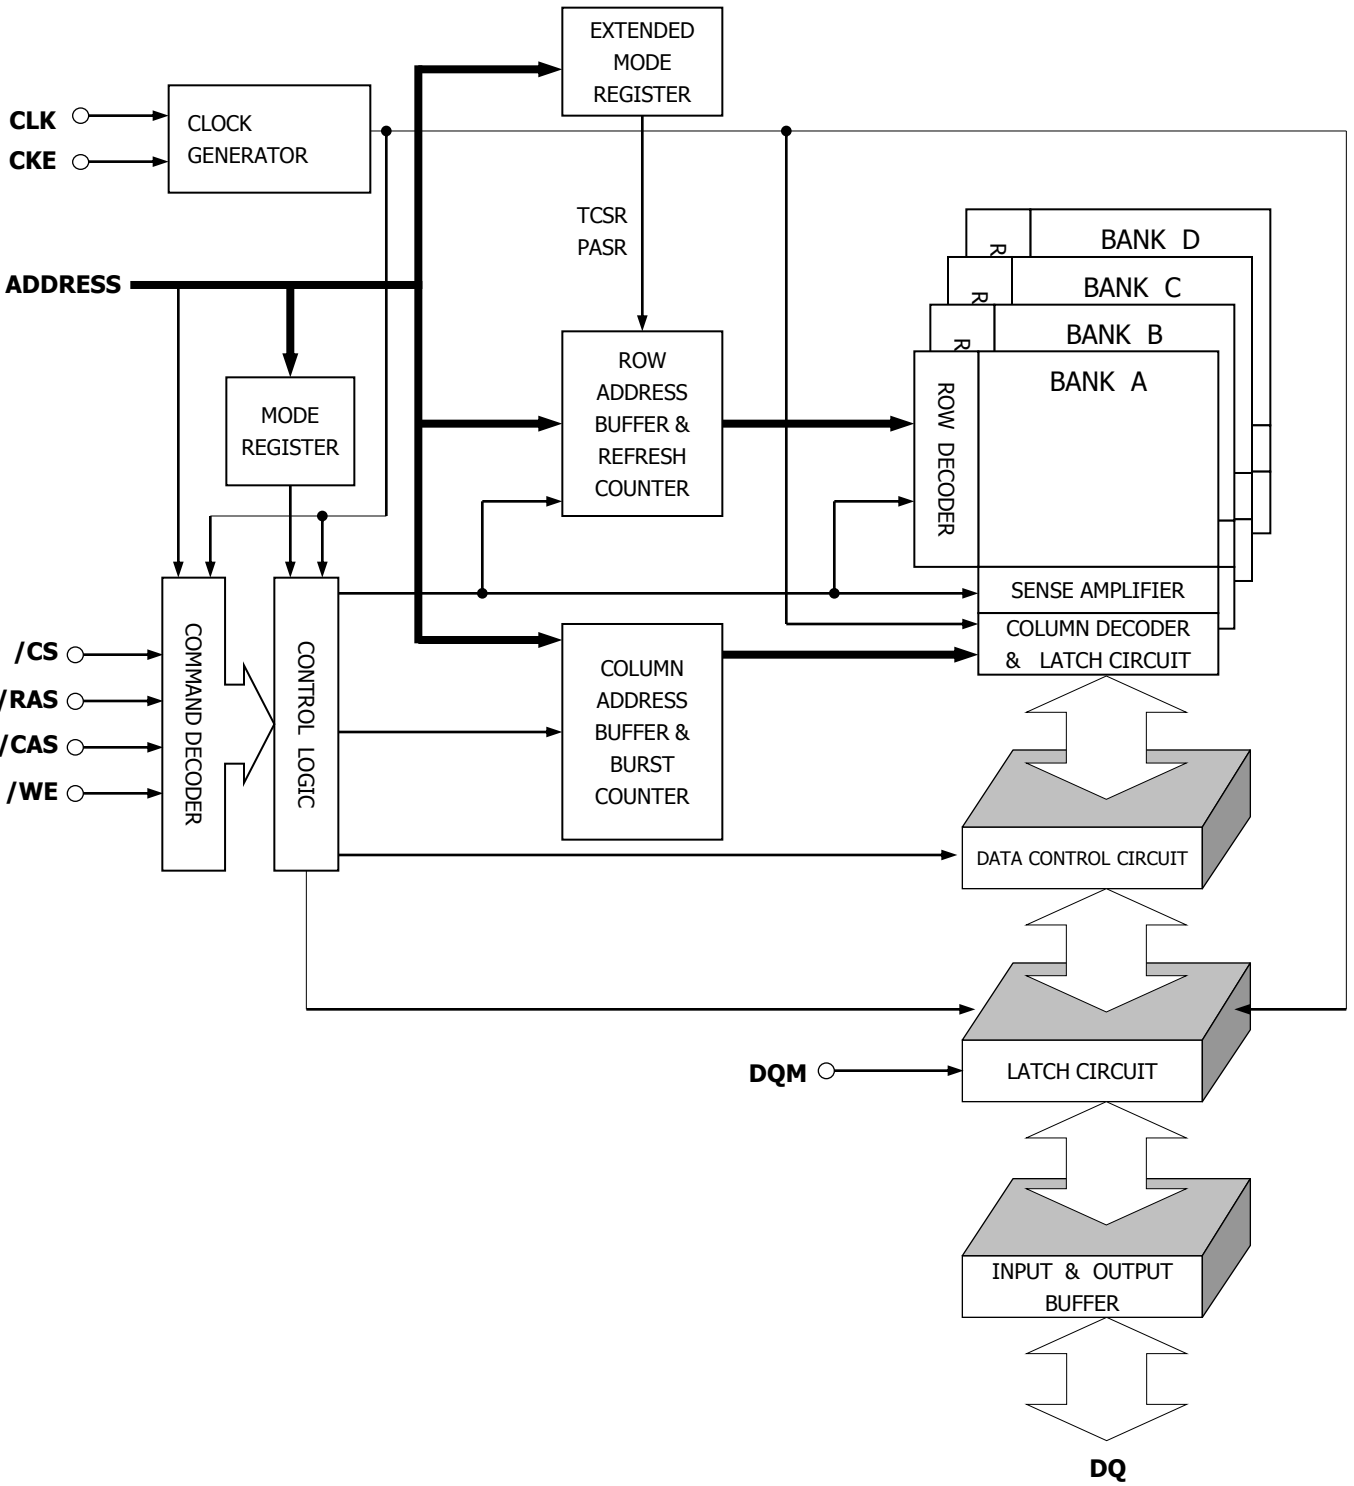 EXTENDED
MODE
REGISTER
CLK
CKE
CLOCK
GENERATOR
TCSR
PASR
ADDRESS
BANK D
R
BANK C
R
BANK B
R
BANK A
ROW DECODER
ROW
ADDRESS
BUFFER &
REFRESH
COUNTER
MODE
REGISTER
SENSE AMPLIFIER
COLUMN DECODER
& LATCH CIRCUIT
/CS
/RAS
/CAS
/WE
COMMAND DECODER
CONTROL LOGIC
COLUMN
ADDRESS
BUFFER &
BURST
COUNTER
DATA CONTROL CIRCUIT
DQM
LATCH CIRCUIT
INPUT & OUTPUT
BUFFER
DQ